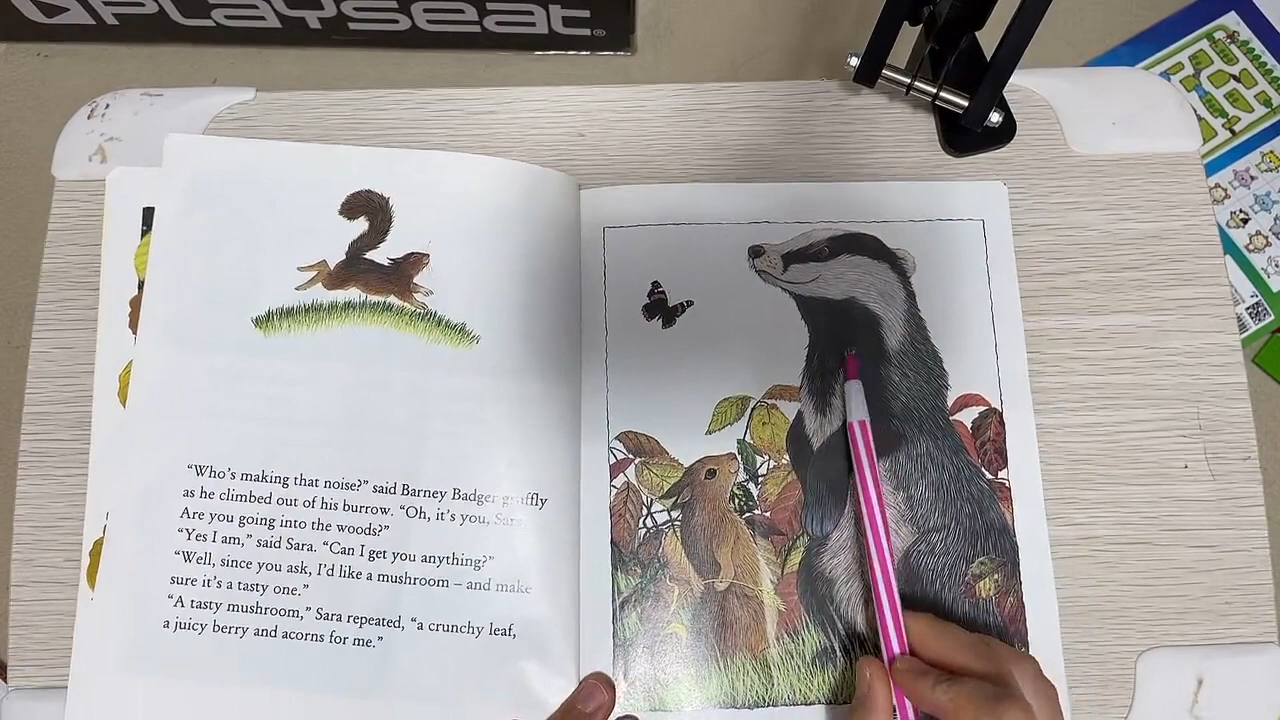 PLAYSEAT®
“Who’s making that noise?” said Barney Badger gruffly
as he climbed out of his burrow. “Oh, it’s you, Sara.
Are you going into the woods?”
“Yes I am,” said Sara. “Can I get you anything?”
“Well, since you ask, I’d like a mushroom – and make
sure it’s a tasty one.”
“A tasty mushroom,” Sara repeated, “a crunchy leaf,
a juicy berry and acorns for me.”